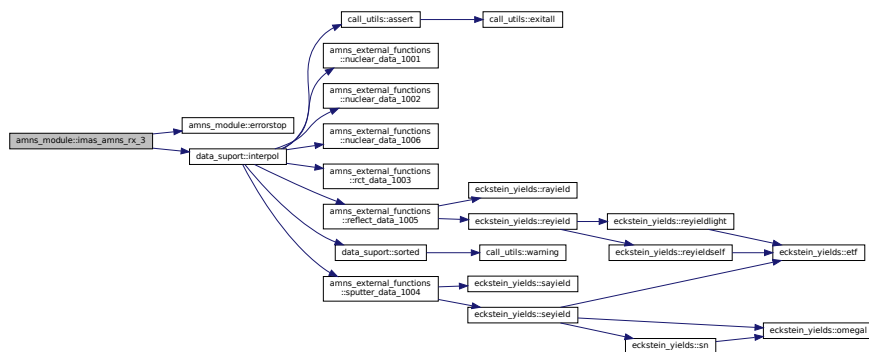 amns_module::imas_amns_rx_3
amns_module::errorstop
data_suport::interpol
call_utils::assert
call_utils::exitall
amns_external_functions
::nuclear_data_1001
amns_external_functions
::nuclear_data_1002
amns_external_functions
::nuclear_data_1006
amns_external_functions
::rct_data_1003
amns_external_functions
::reflect_data_1005
eckstein_yields::rayield
eckstein_yields::reyield
eckstein_yields::reyieldlight
eckstein_yields::reyieldself
eckstein_yields::etf
data_suport::sorted
call_utils::warning
amns_external_functions
::sputter_data_1004
eckstein_yields::sayield
eckstein_yields::seyield
eckstein_yields::omegal
eckstein_yields::sn